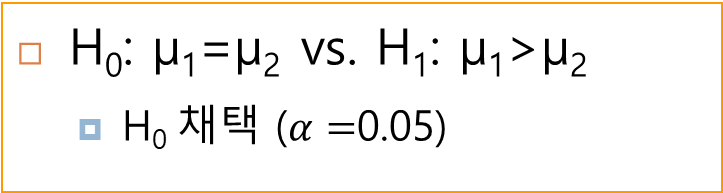 H₀: μ₁=μ₂ vs. H₁: μ₁>μ₂
H₀ 채택 (α =0.05)